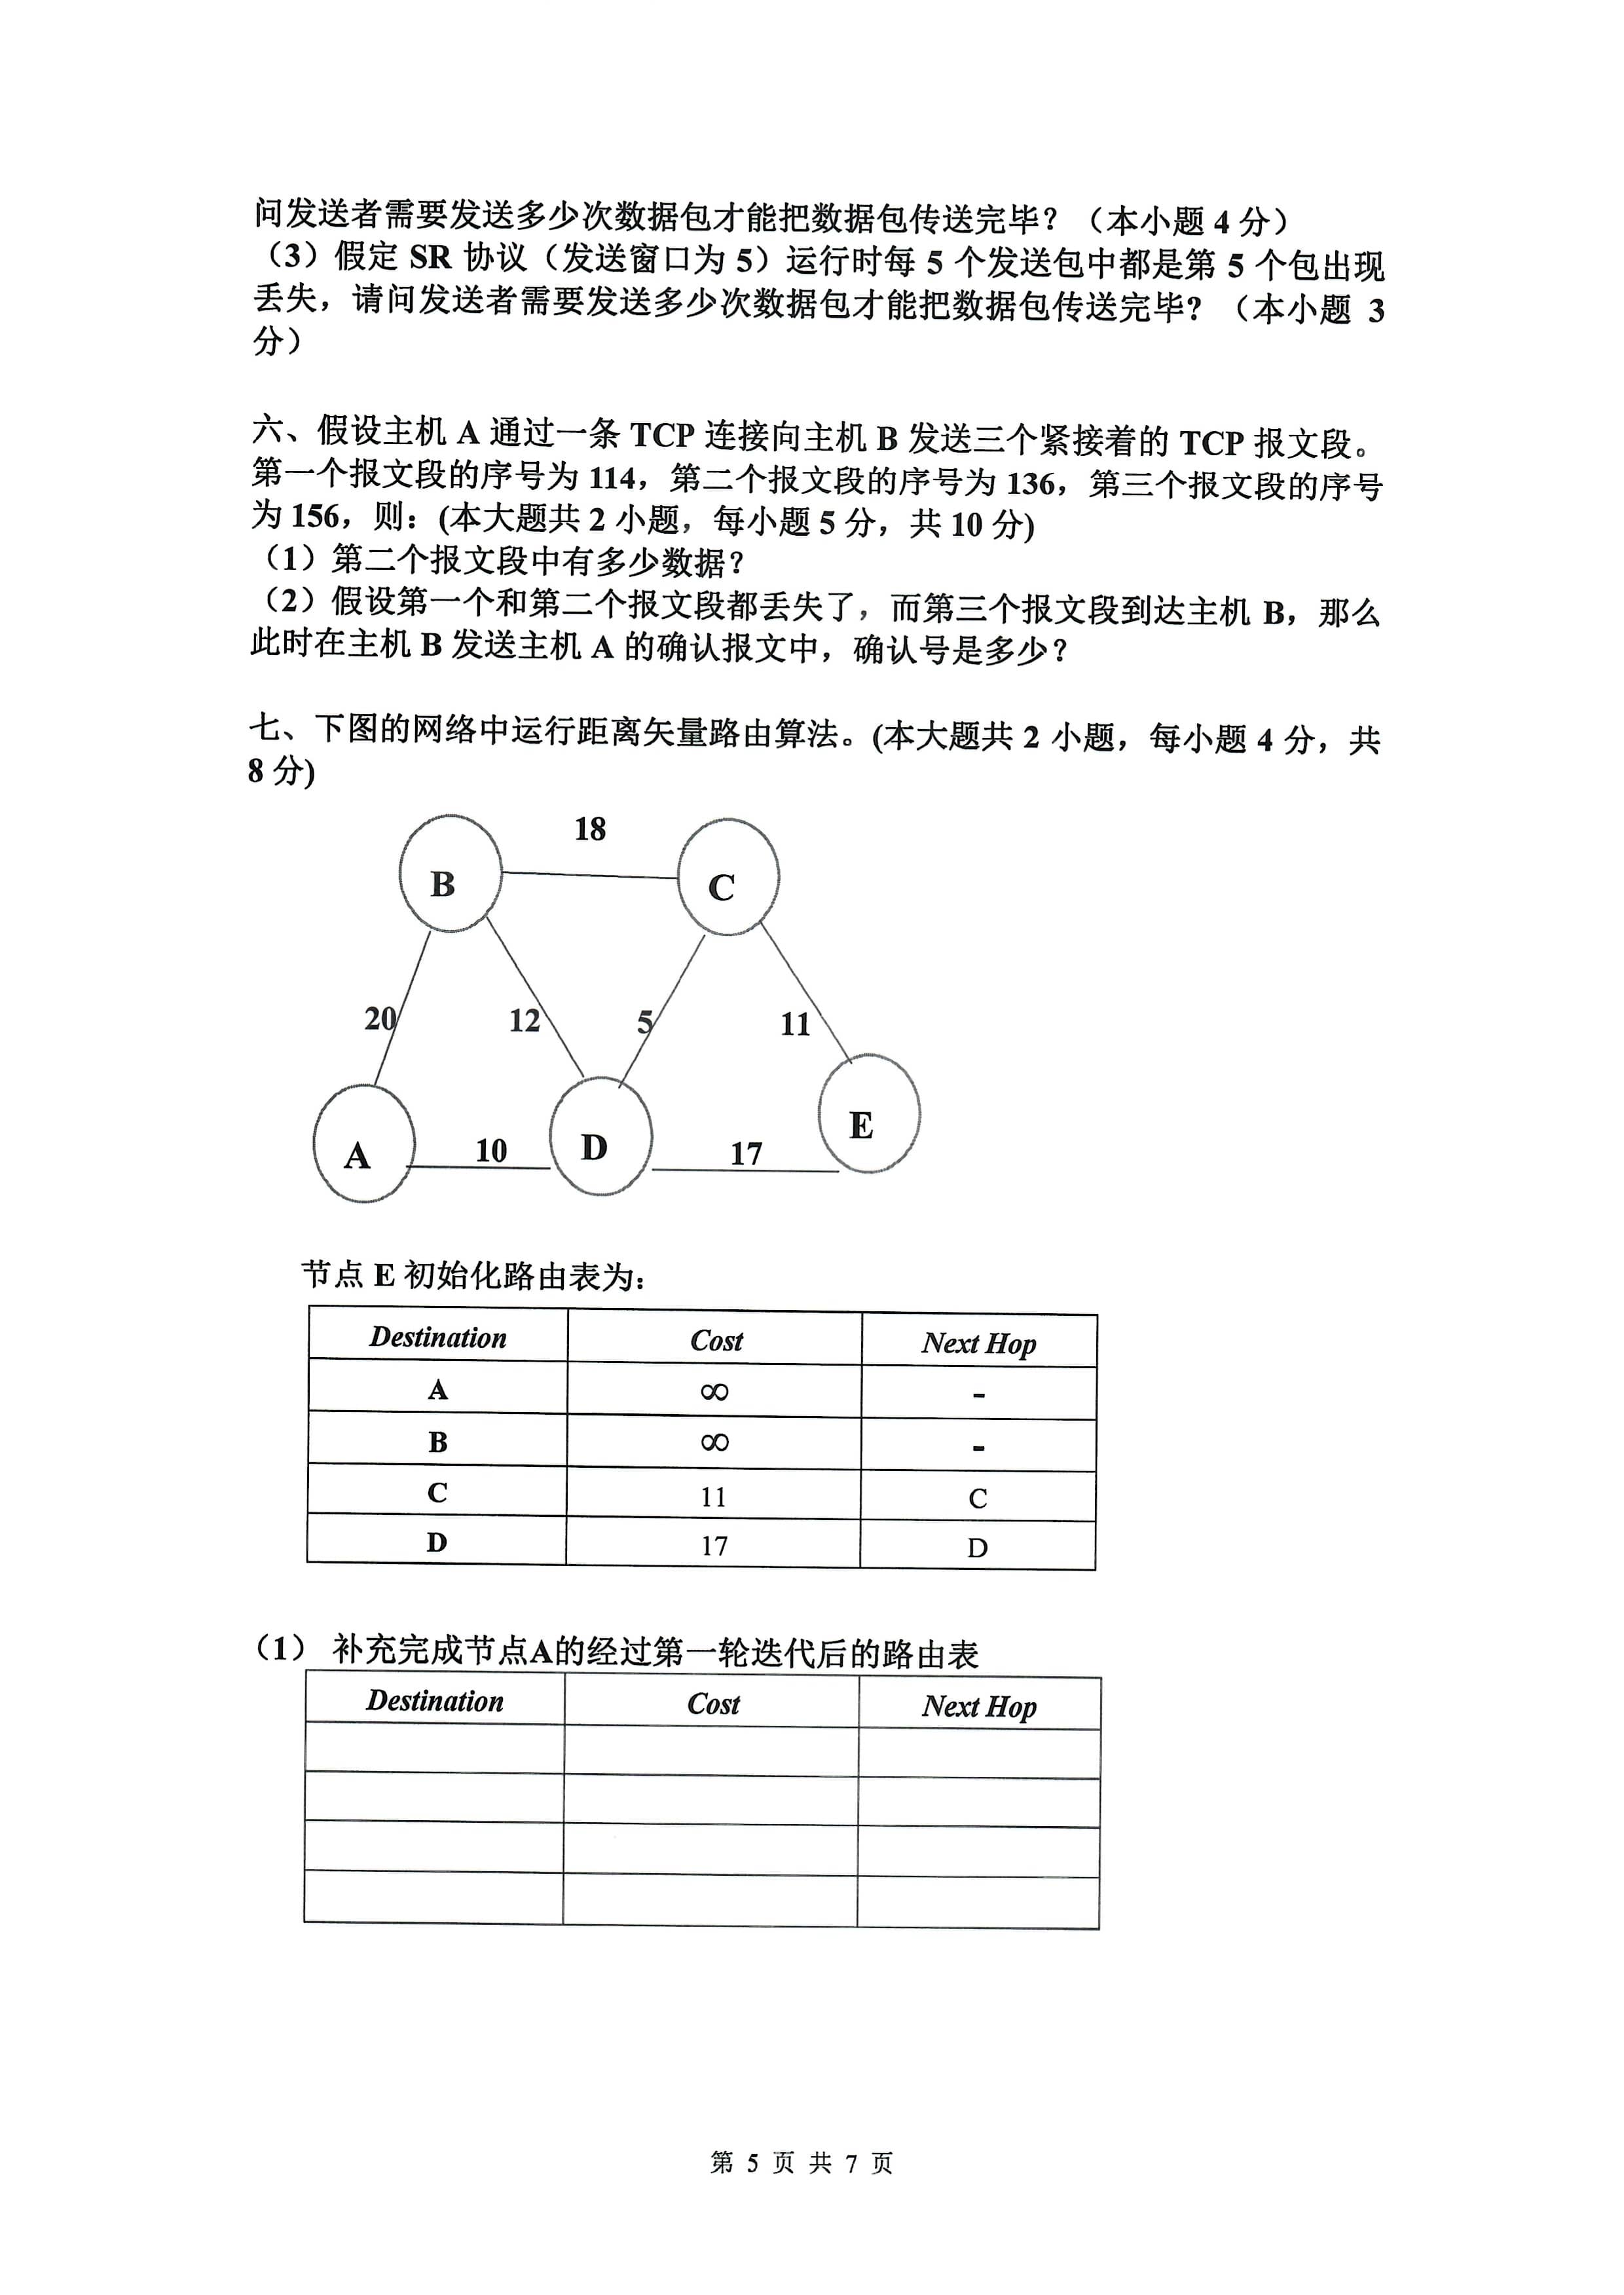 问发送者需要发送多少次数据包才能把数据包传送完毕？（本小题 4 分）
（3）假定 SR 协议（发送窗口为 5）运行时每 5 个发送包中都是第 5 个包出现
丢失，请问发送者需要发送多少次数据包才能把数据包传送完毕？（本小题 3
分）
六、假设主机 A 通过一条 TCP 连接向主机 B 发送三个紧接着的 TCP 报文段。
第一个报文段的序号为 114，第二个报文段的序号为 136，第三个报文段的序号
为 156，则：(本大题共 2 小题，每小题 5 分，共 10 分)
（1）第二个报文段中有多少数据？
（2）假设第一个和第二个报文段都丢失了，而第三个报文段到达主机 B，那么
此时在主机 B 发送主机 A 的确认报文中，确认号是多少？
七、下图的网络中运行距离矢量路由算法。(本大题共 2 小题，每小题 4 分，共
8 分)
18
B
C
20
12
5
11
A
10
D
17
E
节点 E 初始化路由表为：
Destination Cost Next Hop
A ∞ -
B ∞ -
C 11 C
D 17 D
（1） 补充完成节点A的经过第一轮迭代后的路由表
Destination Cost Next Hop
第 5 页 共 7 页